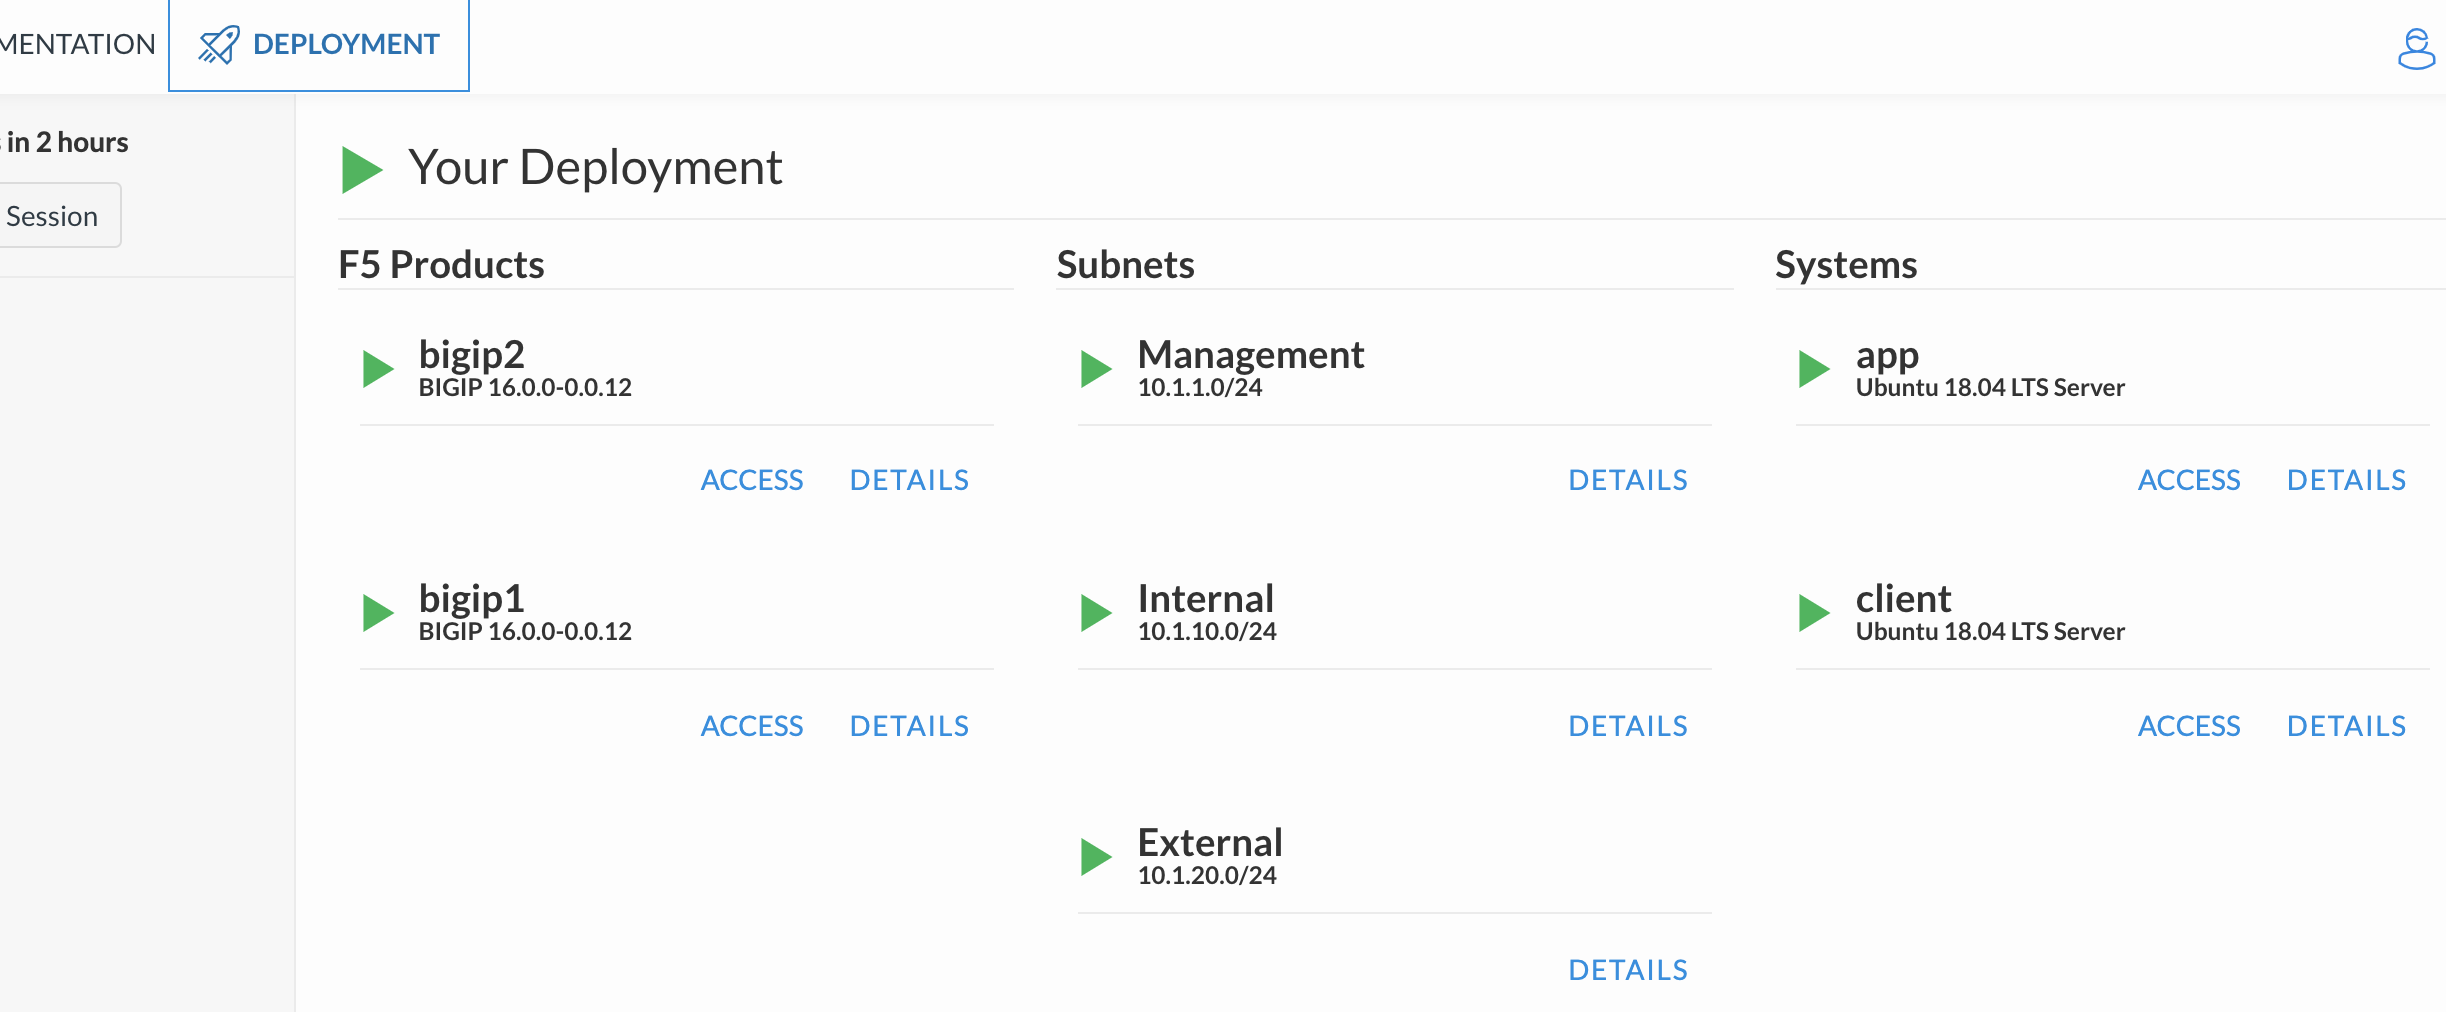 MENTATION
DEPLOYMENT
in 2 hours
Session
Your Deployment
F5 Products
bigip2
BIGIP 16.0.0-0.0.12
ACCESS DETAILS
bigip1
BIGIP 16.0.0-0.0.12
ACCESS DETAILS
Subnets
Management
10.1.1.0/24
DETAILS
Internal
10.1.10.0/24
DETAILS
External
10.1.20.0/24
DETAILS
Systems
app
Ubuntu 18.04 LTS Server
ACCESS DETAILS
client
Ubuntu 18.04 LTS Server
ACCESS DETAILS